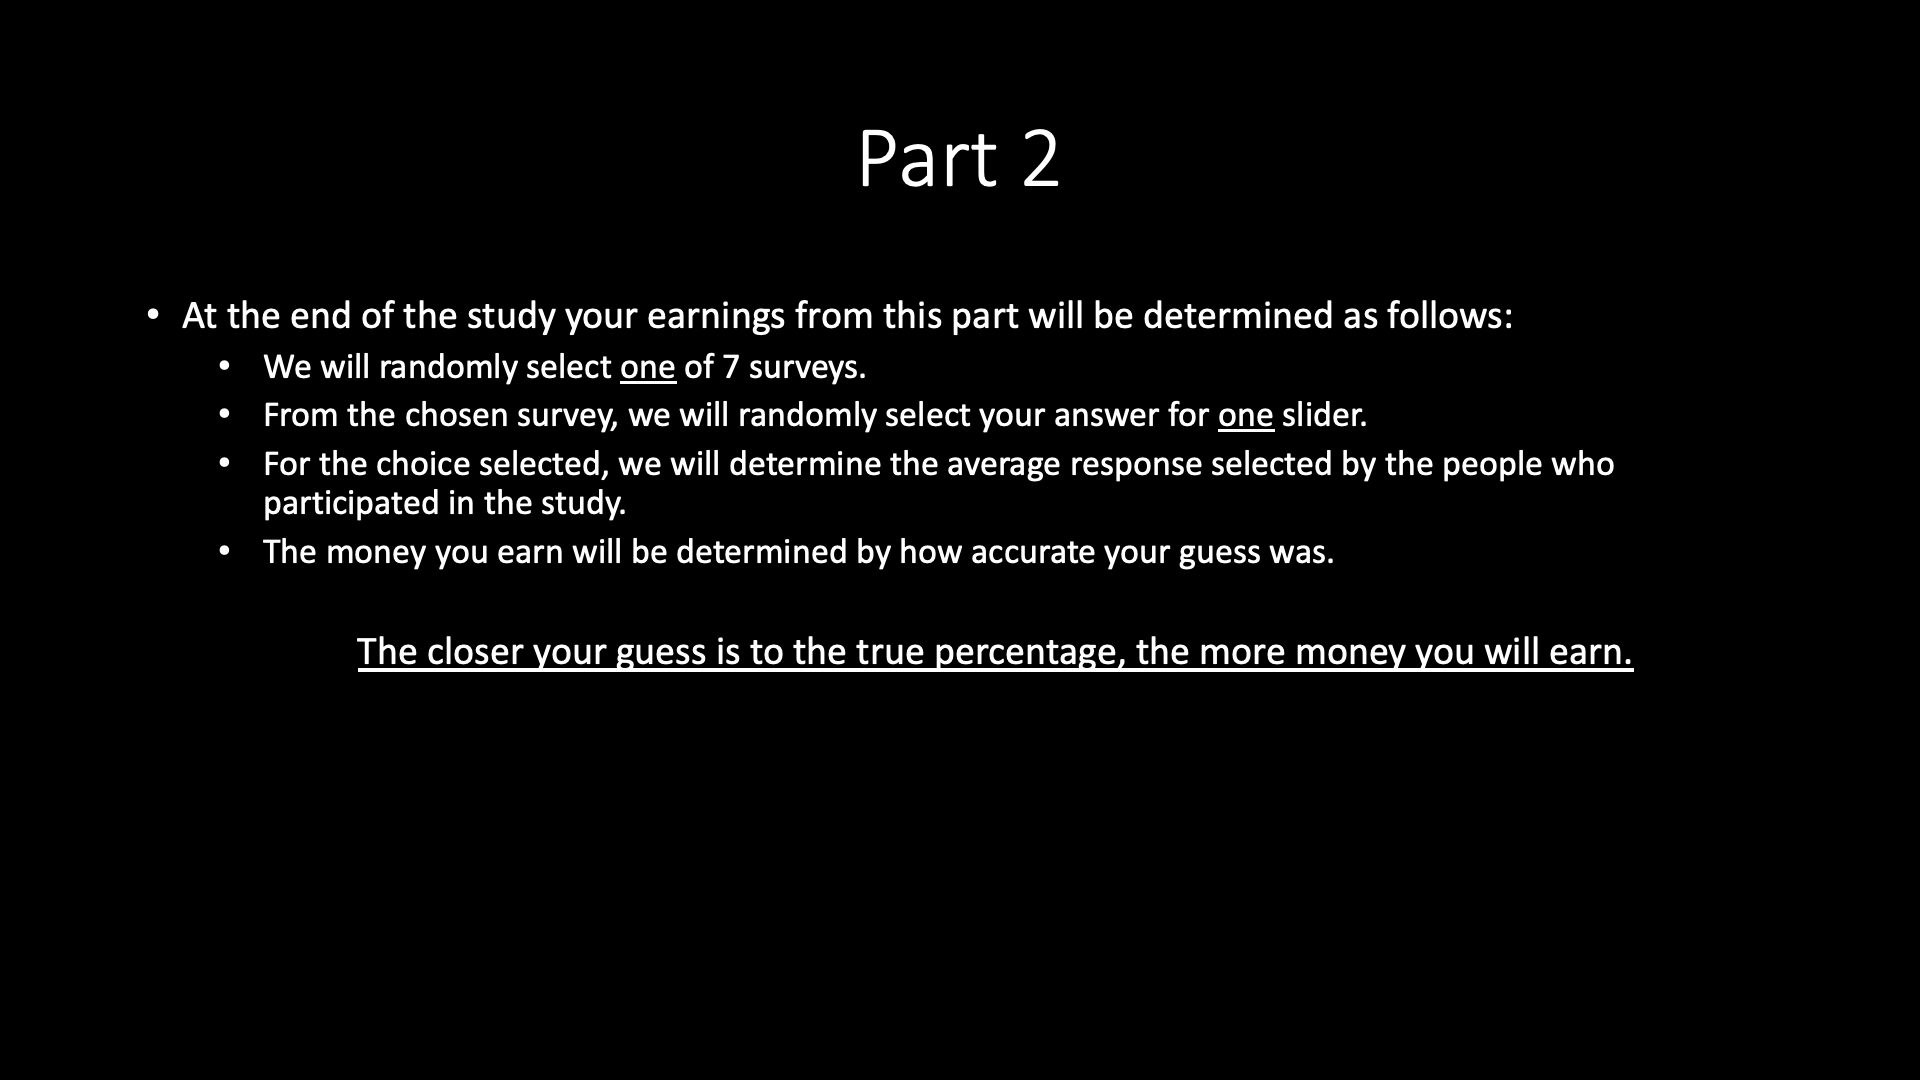 Part 2
• At the end of the study your earnings from this part will be determined as follows:
• We will randomly select one of 7 surveys.
• From the chosen survey, we will randomly select your answer for one slider.
• For the choice selected, we will determine the average response selected by the people who
participated in the study.
• The money you earn will be determined by how accurate your guess was.
The closer your guess is to the true percentage, the more money you will earn.